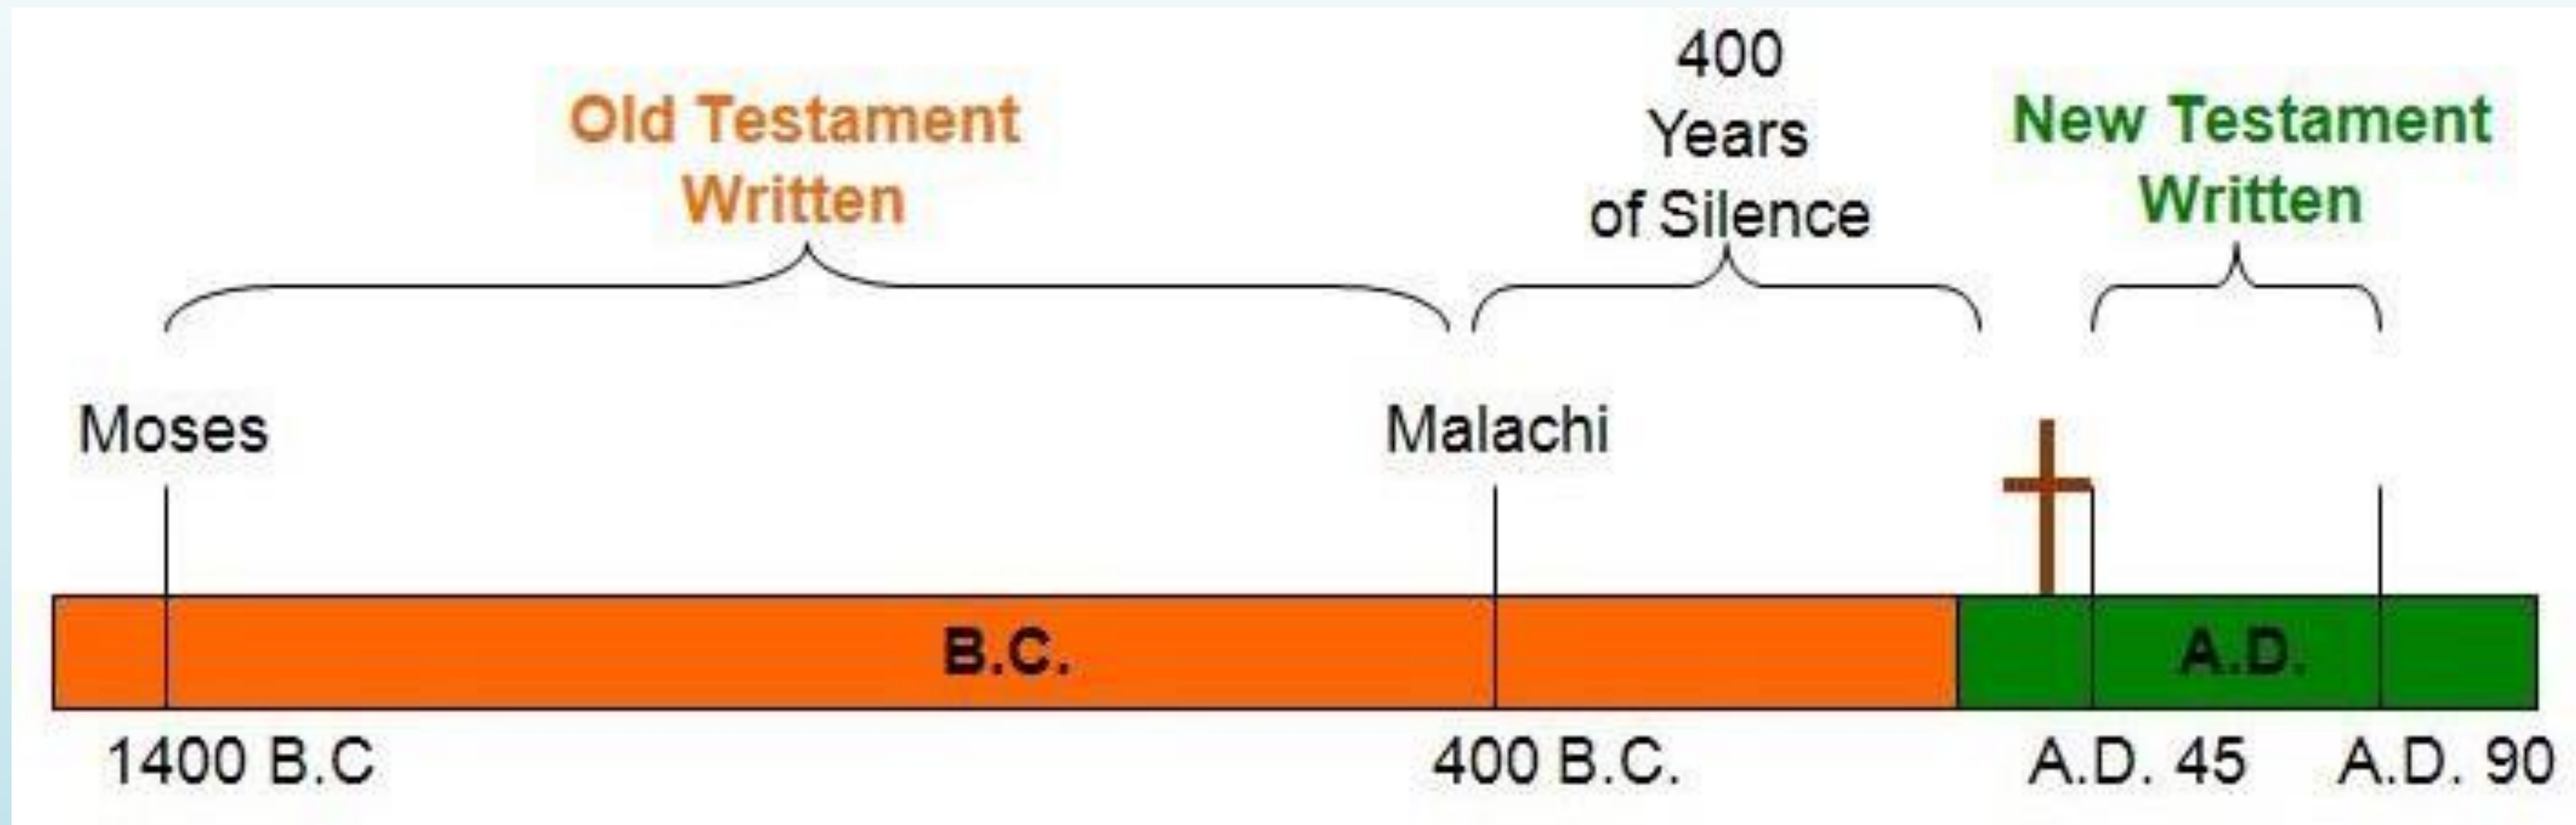 Old Testament
Written
400
Years
of Silence
New Testament
Written
Moses
Malachi
B.C.
A.D.
1400 B.C
400 B.C.
A.D. 45
A.D. 90